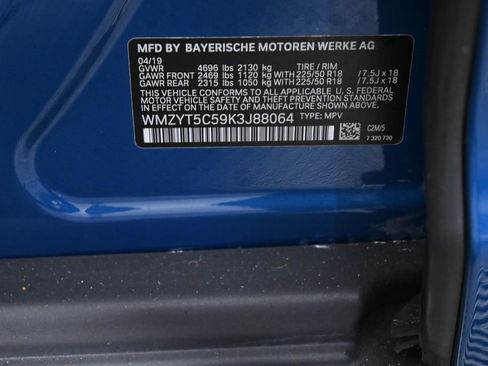 MFD BY BAYERISCHE MOTOREN WERKE AG
04/19
GVWR 4696 lbs 2130 kg TIRE / RIM
GAWR FRONT 2469 lbs 1120 kg 225/50 R18 / 7.5J x 18
GAWR REAR 2315 lbs 1050 kg 225/50 R18 / 7.5J x 18
THIS VEHICLE CONFORMS TO ALL APPLICABLE U. S. FEDERAL
MOTOR VEHICLE SAFETY, BUMPER, AND THEFT PREVENTION STANDARDS
IN EFFECT ON THE DATE OF MANUFACTURE SHOWN ABOVE.
WMZYT5C59K3J88064 TYPE: MPV
C2M/5
7 320 730